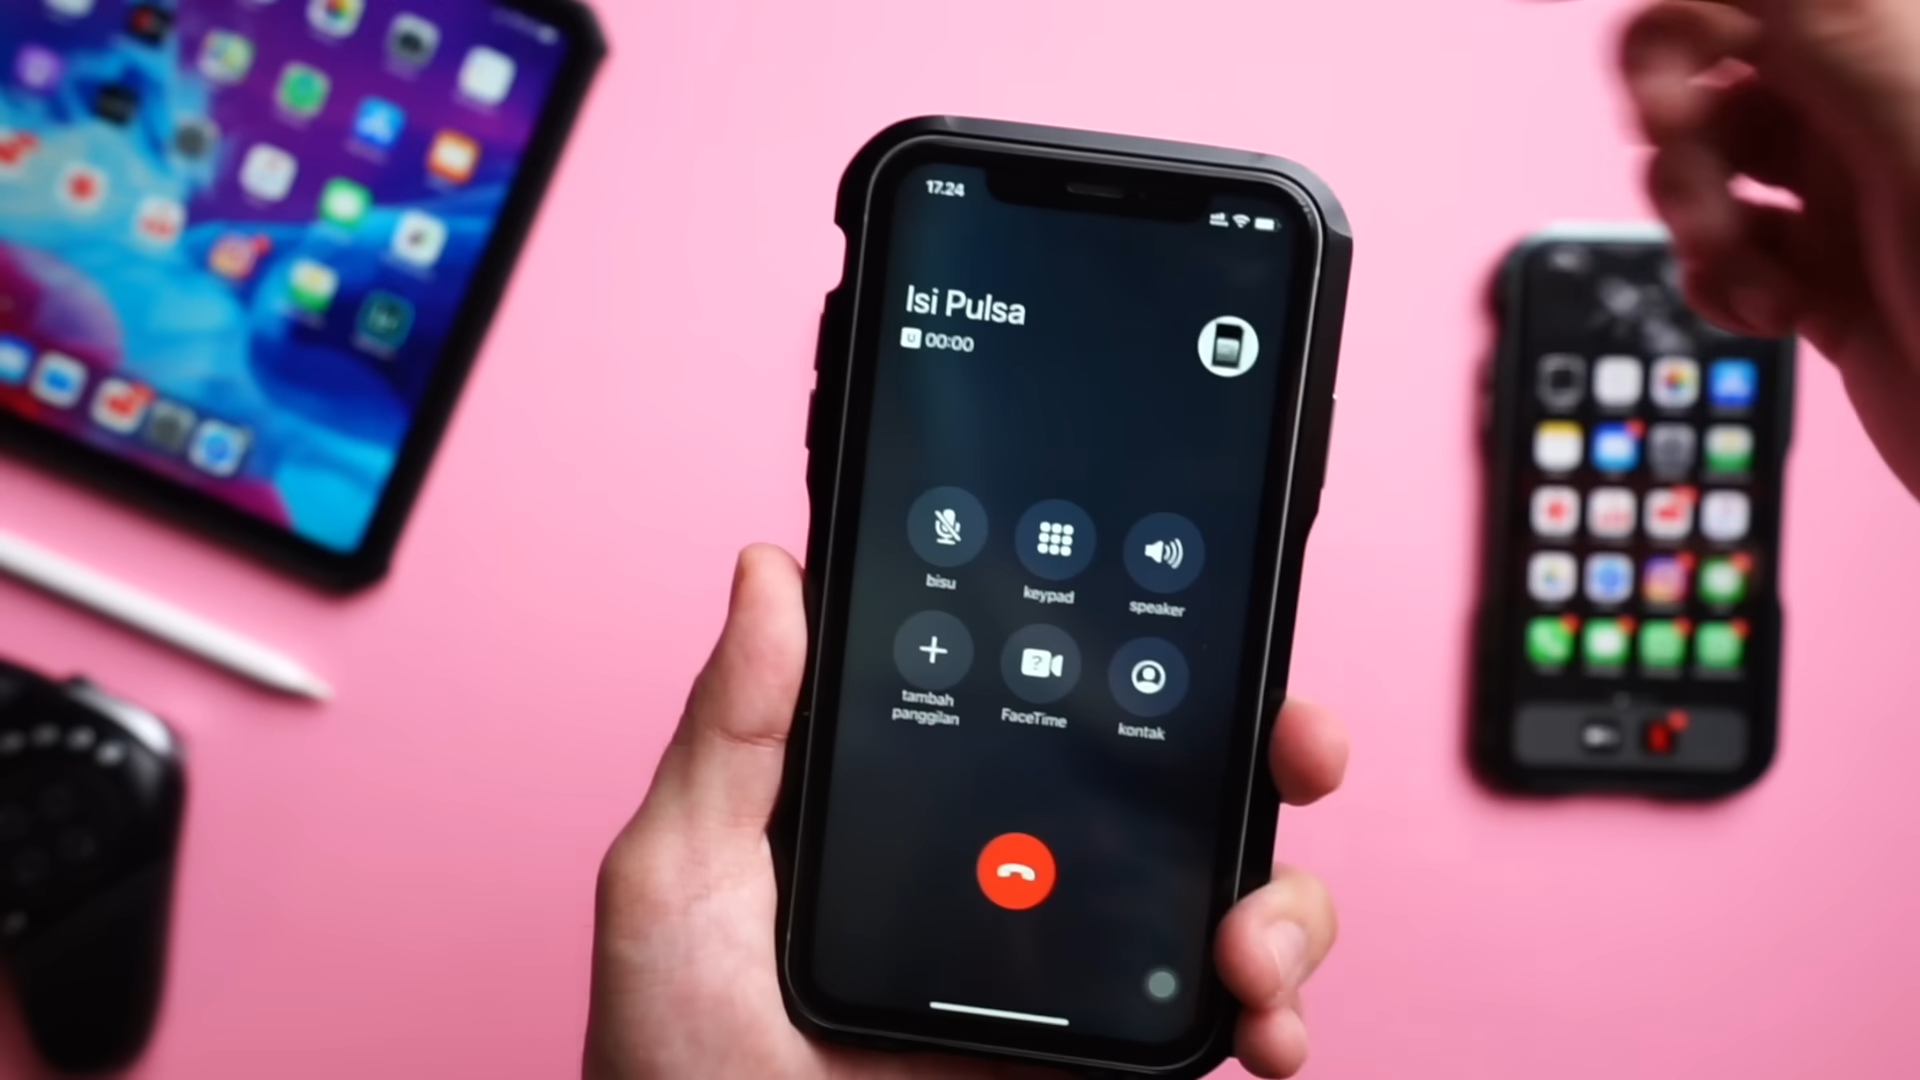 17.24
Isi Pulsa
U 00:00
bisu
keypad
speaker
tambah
panggilan
?
FaceTime
kontak